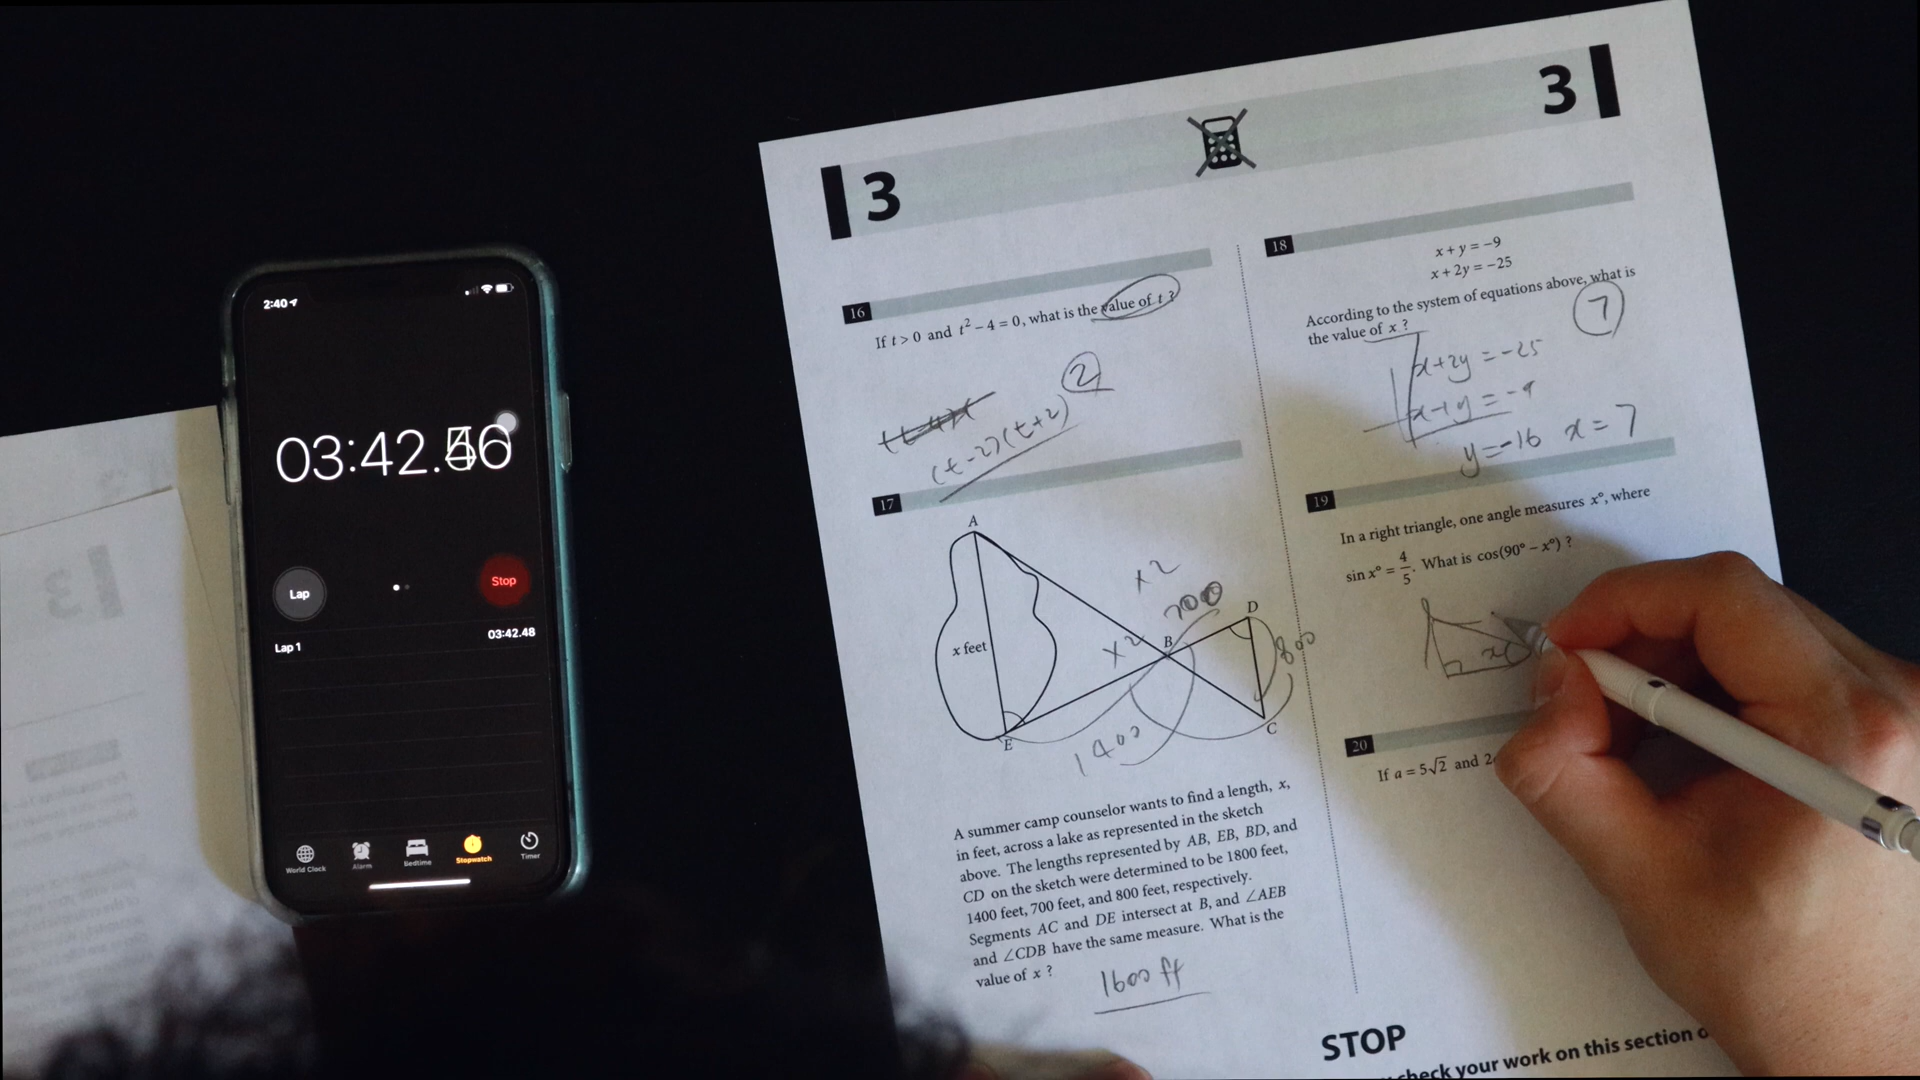 2:40
03:42.
Lap
Stop
Lap 1
03:42.48
World Clock
Alarm
Bedtime
Stopwatch
Timer
3
3
16
If t > 0 and t² − 4 = 0, what is the value of t ?
2
(t-2)(t+2)
17
A
x feet
E
B
D
C
x2
700
x2
800
1400
A summer camp counselor wants to find a length, x,
in feet, across a lake as represented in the sketch
above. The lengths represented by AB, EB, BD, and
CD on the sketch were determined to be 1800 feet,
1400 feet, 700 feet, and 800 feet, respectively.
Segments AC and DE intersect at B, and ∠AEB
and ∠CDB have the same measure. What is the
value of x ?
1600 ft
18
x + y = −9
x + 2y = −25
According to the system of equations above, what is
the value of x ?
7
x+2y = -25
x+y = -9
y=-16 x=7
19
In a right triangle, one angle measures x°, where
sin x° = 4/5. What is cos(90° − x°) ?
x
20
If a = 5√2 and 2
STOP
check your work on this section